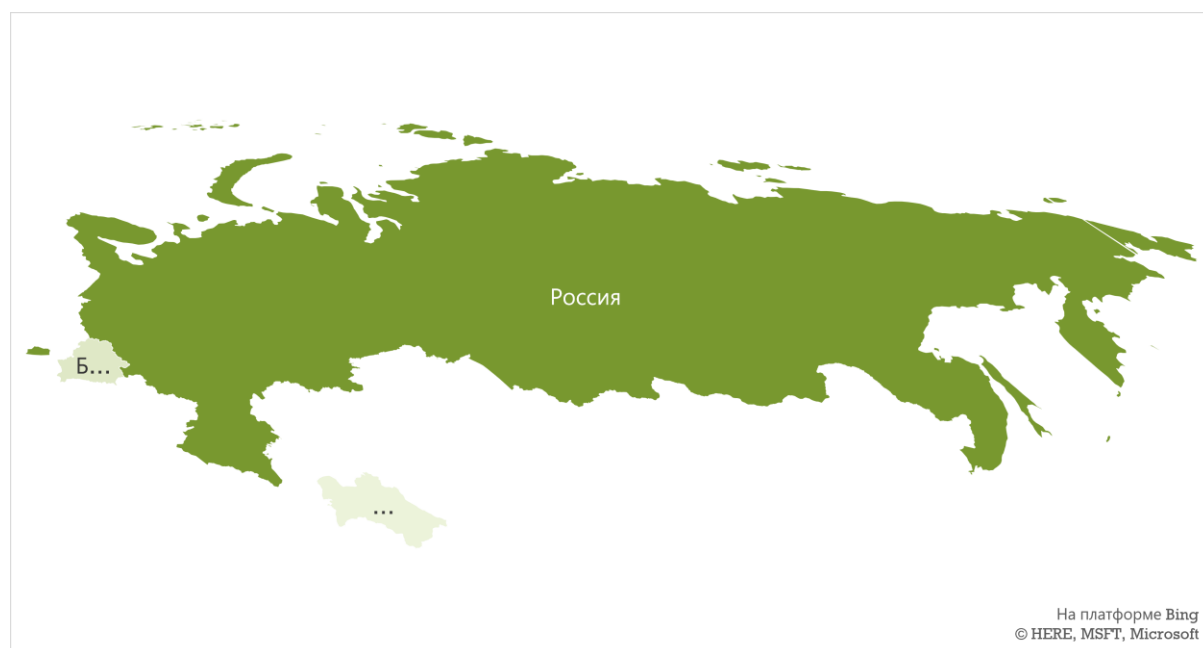 Россия
Б...
...
На платформе Bing
© HERE, MSFT, Microsoft